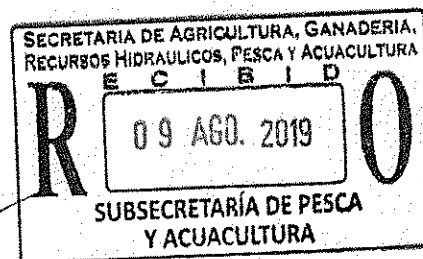 SECRETARIA DE AGRICULTURA, GANADERIA,
RECURSOS HIDRAULICOS, PESCA Y ACUACULTURA
R E C I B I D O
09 AGO. 2019
SUBSECRETARÍA DE PESCA
Y ACUACULTURA